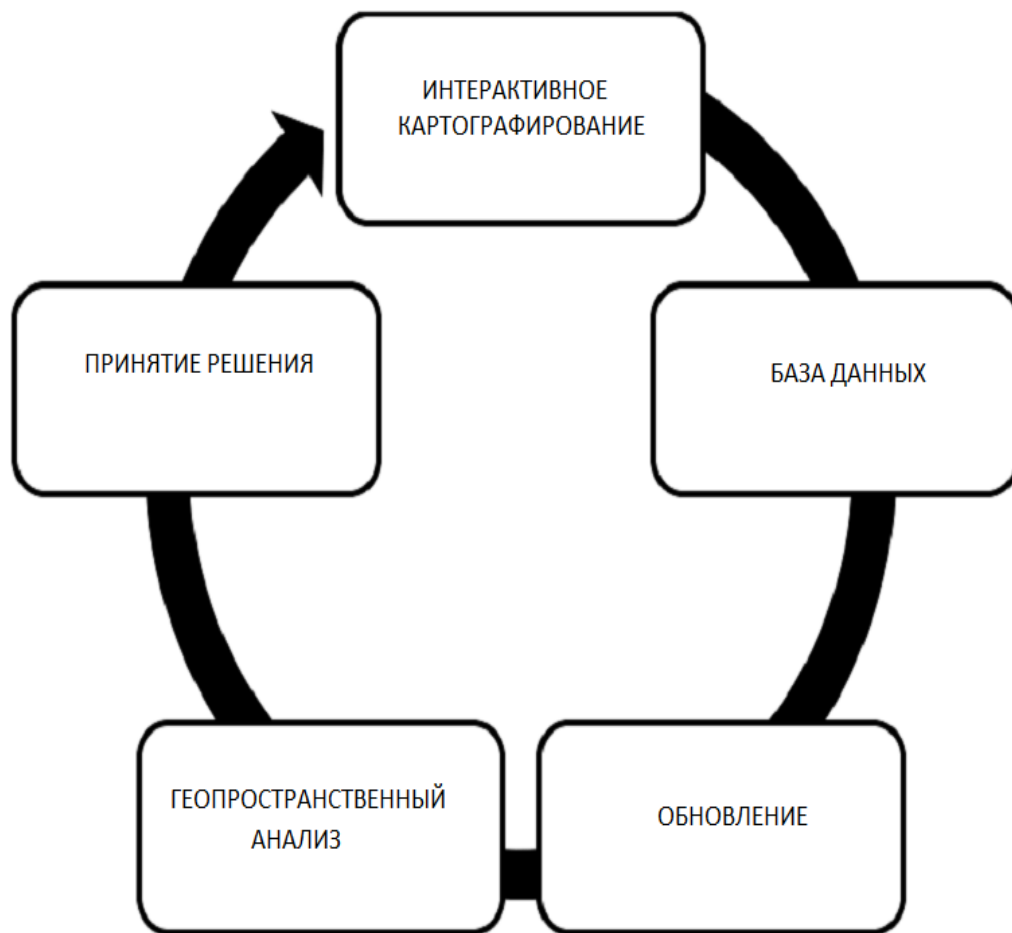 ИНТЕРАКТИВНОЕ
КАРТОГРАФИРОВАНИЕ
ПРИНЯТИЕ РЕШЕНИЯ
БАЗА ДАННЫХ
ГЕОПРОСТРАНСТВЕННЫЙ
АНАЛИЗ
ОБНОВЛЕНИЕ